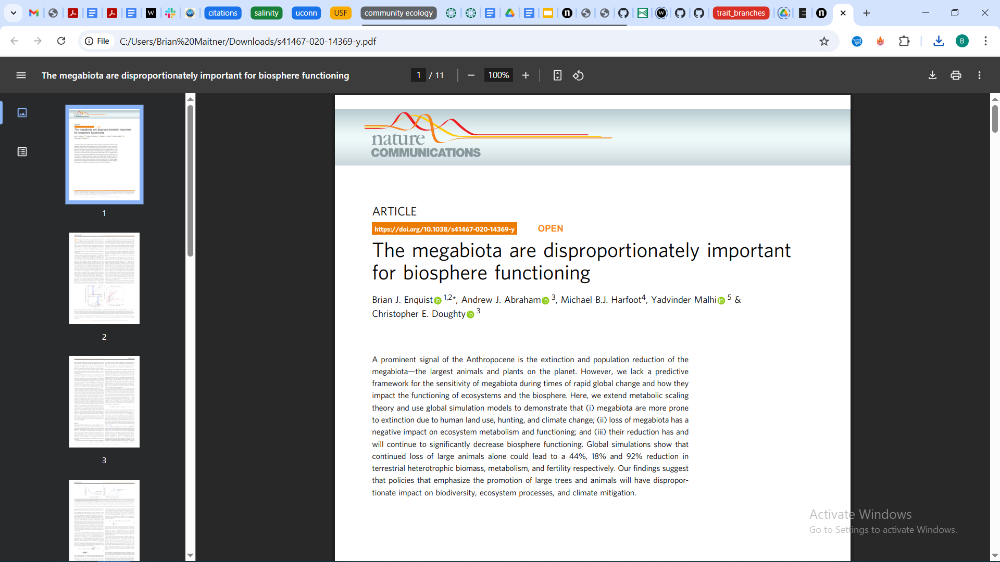 citations
salinity
uconn
USF
community ecology
trait_branches
File
C:/Users/Brian%20Maitner/Downloads/s41467-020-14369-y.pdf
B
The megabiota are disproportionately important for biosphere functioning
1 / 11
100%
1
2
3
nature
COMMUNICATIONS
ARTICLE
https://doi.org/10.1038/s41467-020-14369-y
OPEN
The megabiota are disproportionately important
for biosphere functioning
Brian J. Enquist 1,2*, Andrew J. Abraham 3, Michael B.J. Harfoot4, Yadvinder Malhi 5 &
Christopher E. Doughty 3
A prominent signal of the Anthropocene is the extinction and population reduction of the
megabiota—the largest animals and plants on the planet. However, we lack a predictive
framework for the sensitivity of megabiota during times of rapid global change and how they
impact the functioning of ecosystems and the biosphere. Here, we extend metabolic scaling
theory and use global simulation models to demonstrate that (i) megabiota are more prone
to extinction due to human land use, hunting, and climate change; (ii) loss of megabiota has a
negative impact on ecosystem metabolism and functioning; and (iii) their reduction has and
will continue to significantly decrease biosphere functioning. Global simulations show that
continued loss of large animals alone could lead to a 44%, 18% and 92% reduction in
terrestrial heterotrophic biomass, metabolism, and fertility respectively. Our findings suggest
that policies that emphasize the promotion of large trees and animals will have dispropor-
tionate impact on biodiversity, ecosystem processes, and climate mitigation.
Activate Windows
Go to Settings to activate Windows.